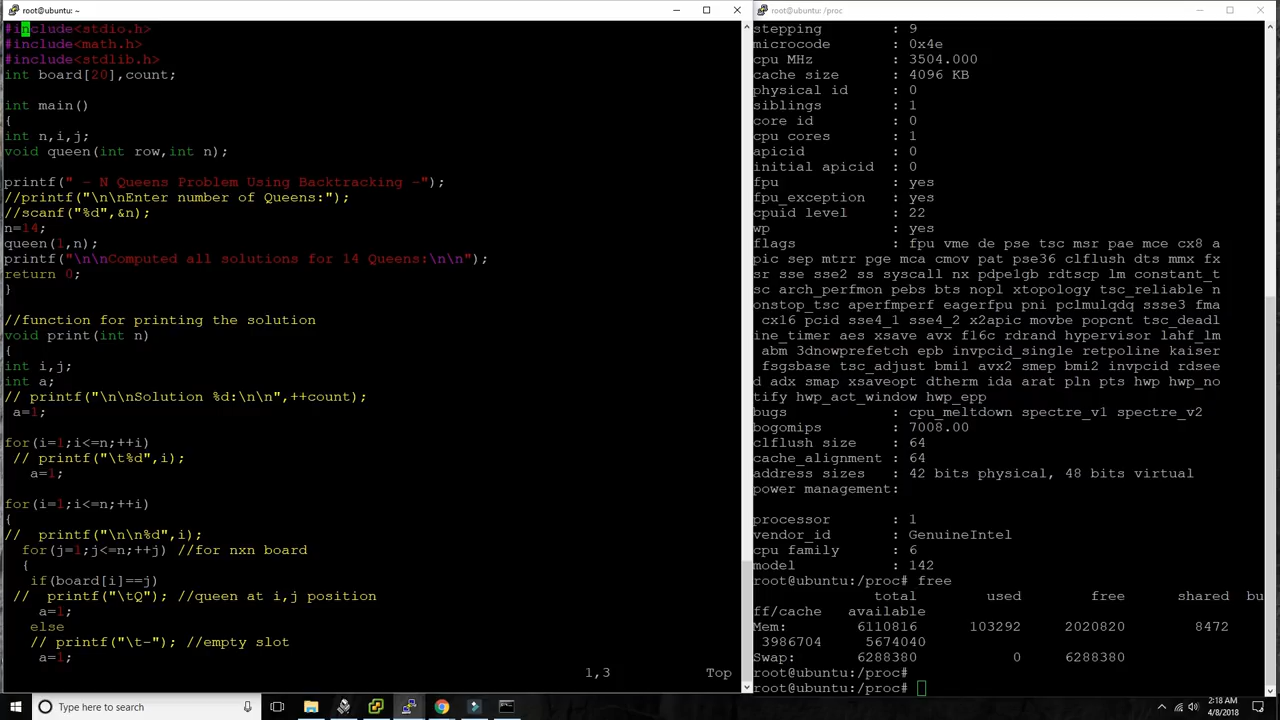 root@ubuntu: ~
#include<stdio.h>
#include<math.h>
#include<stdlib.h>
int board[20],count;
int main()
{
int n,i,j;
void queen(int row,int n);
printf(" - N Queens Problem Using Backtracking -");
//printf("\n\nEnter number of Queens:");
//scanf("%d",&n);
n=14;
queen(1,n);
printf("\n\nComputed all solutions for 14 Queens:\n\n");
return 0;
}
//function for printing the solution
void print(int n)
{
int i,j;
int a;
// printf("\n\nSolution %d:\n\n",++count);
a=1;
for(i=1;i<=n;++i)
// printf("\t%d",i);
a=1;
for(i=1;i<=n;++i)
{
// printf("\n\n%d",i);
for(j=1;j<=n;++j) //for nxn board
{
if(board[i]==j)
// printf("\tQ"); //queen at i,j position
a=1;
else
// printf("\t-"); //empty slot
a=1;
1,3 Top
root@ubuntu: /proc
stepping : 9
microcode : 0x4e
cpu MHz : 3504.000
cache size : 4096 KB
physical id : 0
siblings : 1
core id : 0
cpu cores : 1
apicid : 0
initial apicid : 0
fpu : yes
fpu_exception : yes
cpuid level : 22
wp : yes
flags : fpu vme de pse tsc msr pae mce cx8 a
pic sep mtrr pge mca cmov pat pse36 clflush dts mmx fx
sr sse sse2 ss syscall nx pdpe1gb rdtscp lm constant_t
sc arch_perfmon pebs bts nopl xtopology tsc_reliable n
onstop_tsc aperfmperf eagerfpu pni pclmulqdq ssse3 fma
cx16 pcid sse4_1 sse4_2 x2apic movbe popcnt tsc_deadl
ine_timer aes xsave avx f16c rdrand hypervisor lahf_lm
abm 3dnowprefetch epb invpcid_single retpoline kaiser
fsgsbase tsc_adjust bmi1 avx2 smep bmi2 invpcid rdsee
d adx smap xsaveopt dtherm ida arat pln pts hwp hwp_no
tify hwp_act_window hwp_epp
bugs : cpu_meltdown spectre_v1 spectre_v2
bogomips : 7008.00
clflush size : 64
cache_alignment : 64
address sizes : 42 bits physical, 48 bits virtual
power management:
processor : 1
vendor_id : GenuineIntel
cpu family : 6
model : 142
root@ubuntu:/proc# free
total used free shared bu
ff/cache available
Mem: 6110816 103292 2020820 8472
3986704 5674040
Swap: 6288380 0 6288380
root@ubuntu:/proc#
root@ubuntu:/proc#
Type here to search
2:18 AM
4/8/2018